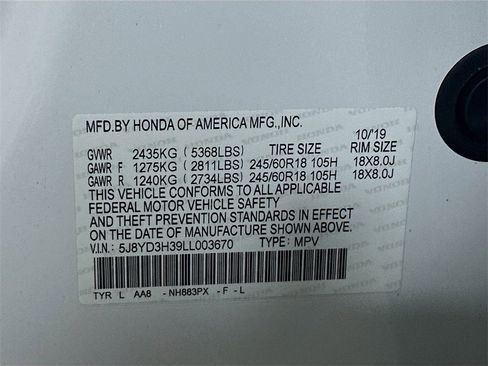 MFD.BY HONDA OF AMERICA MFG.,INC. 10/19
GVWR 2435KG ( 5368LBS) TIRE SIZE RIM SIZE
GAWR F 1275KG ( 2811LBS) 245/60R18 105H 18X8.0J
GAWR R 1240KG ( 2734LBS) 245/60R18 105H 18X8.0J
THIS VEHICLE CONFORMS TO ALL APPLICABLE
FEDERAL MOTOR VEHICLE SAFETY
AND THEFT PREVENTION STANDARDS IN EFFECT
ON THE DATE OF MANUFACTURE SHOWN ABOVE.
V.I.N.: 5J8YD3H39LL003670 TYPE: MPV
TYR L AA8 -NH883PX -F -L
HONDA